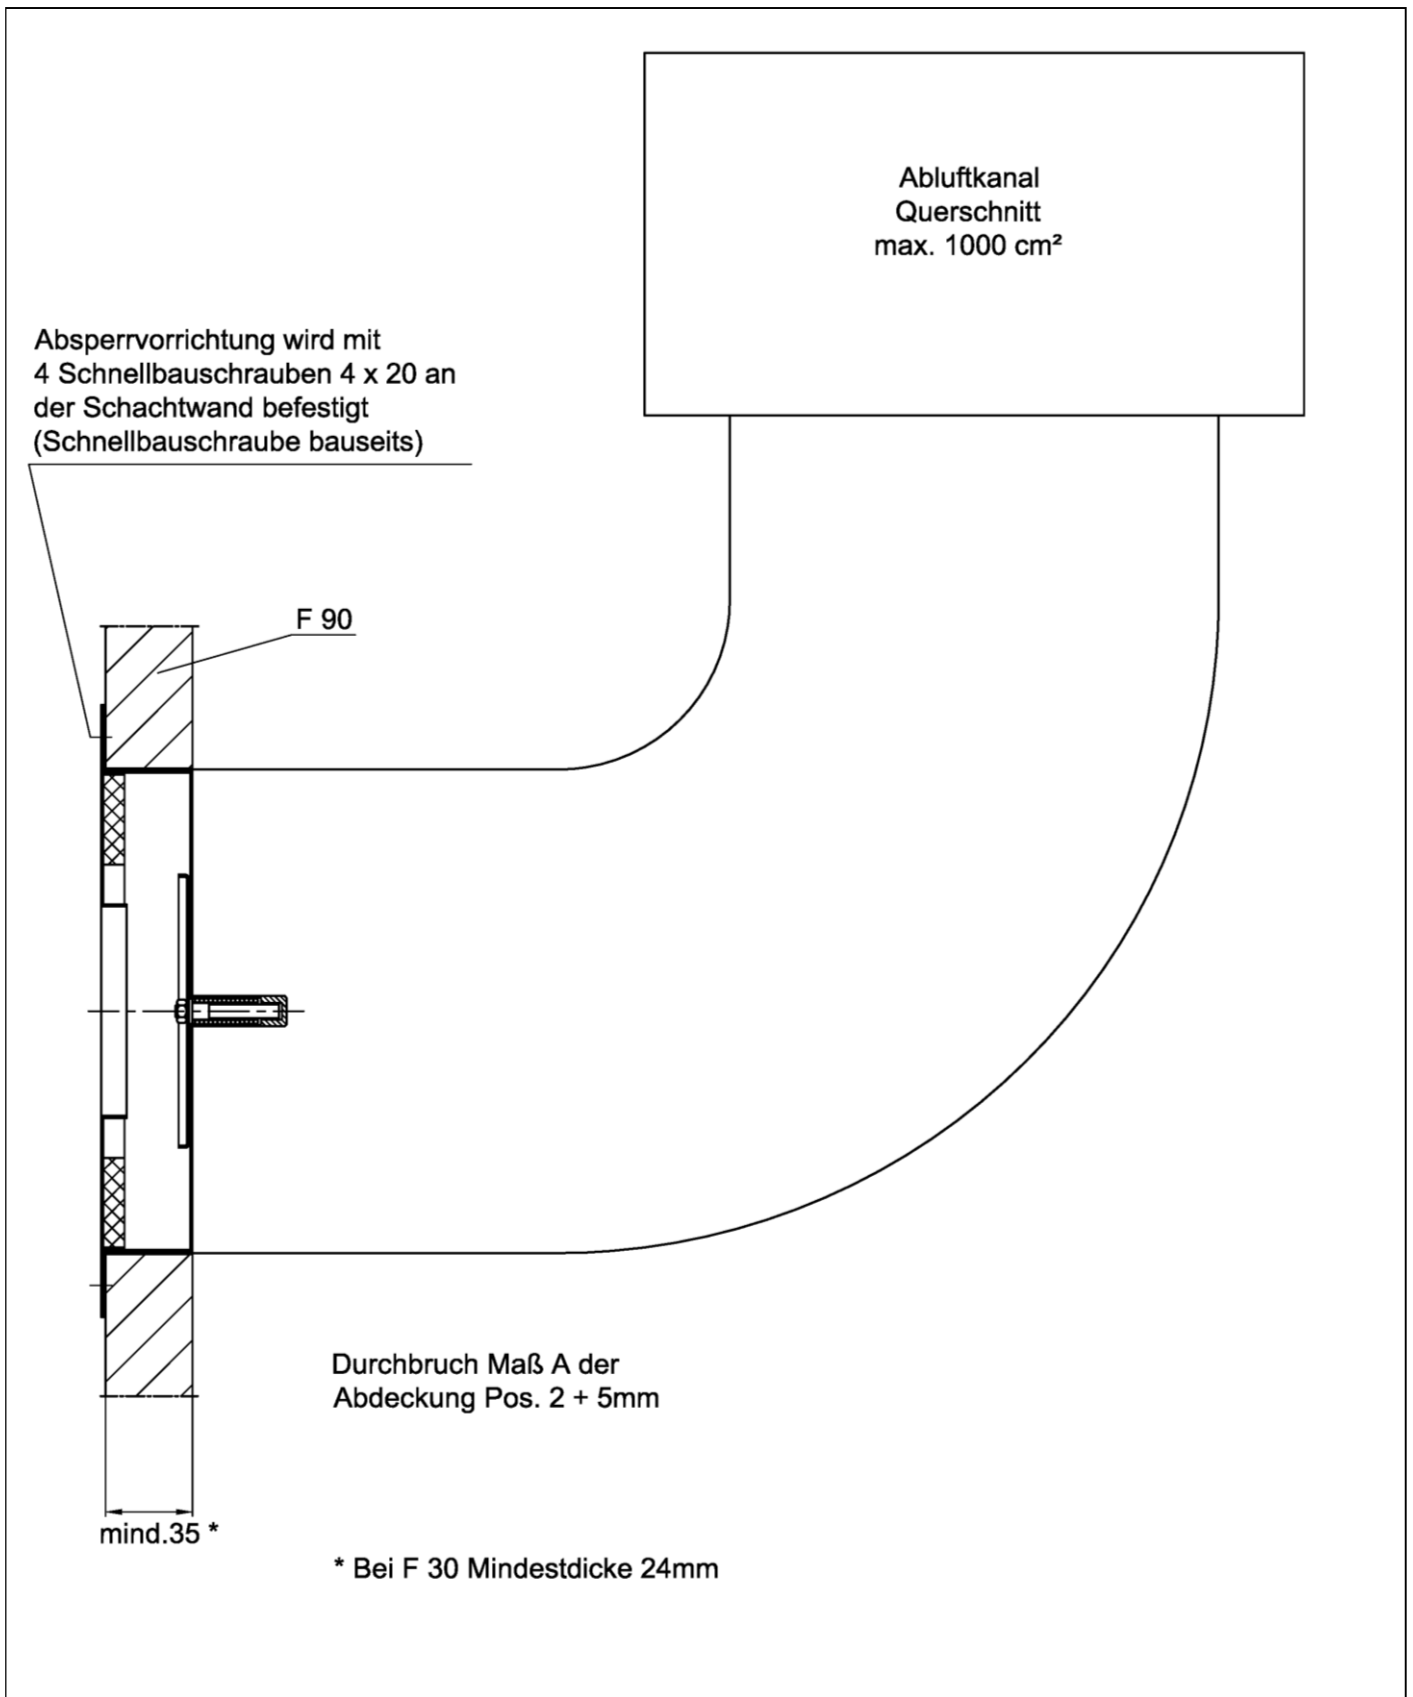 Abluftkanal
Querschnitt
max. 1000 cm²
Absperrvorrichtung wird mit
4 Schnellbauschrauben 4 x 20 an
der Schachtwand befestigt
(Schnellbauschraube bauseits)
F 90
Durchbruch Maß A der
Abdeckung Pos. 2 + 5mm
mind.35 *
* Bei F 30 Mindestdicke 24mm